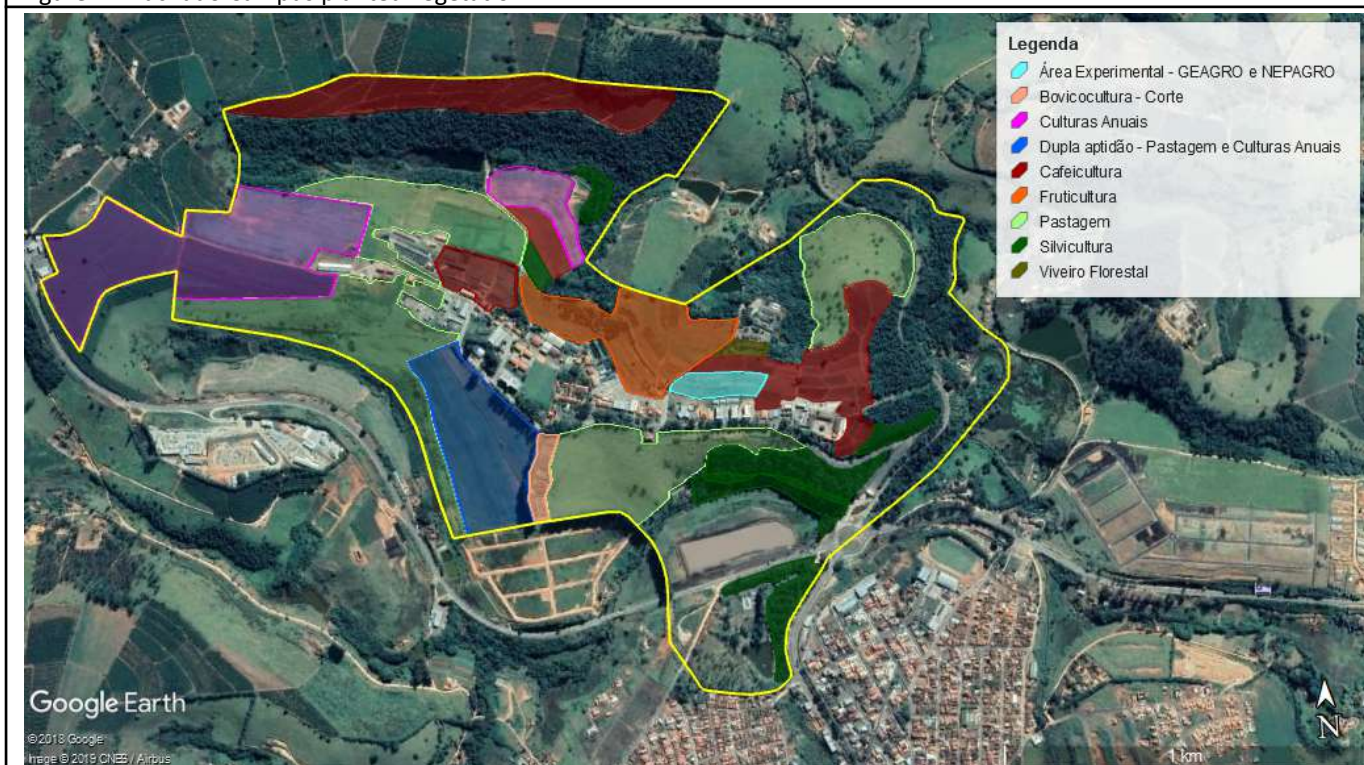 Legenda
Área Experimental - GEAGRO e NEPAGRO
Bovicocultura - Corte
Culturas Anuais
Dupla aptidão - Pastagem e Culturas Anuais
Cafeicultura
Fruticultura
Pastagem
Silvicultura
Viveiro Florestal
Google Earth
© 2018 Google
Image © 2019 CNES / Airbus
N
1 km